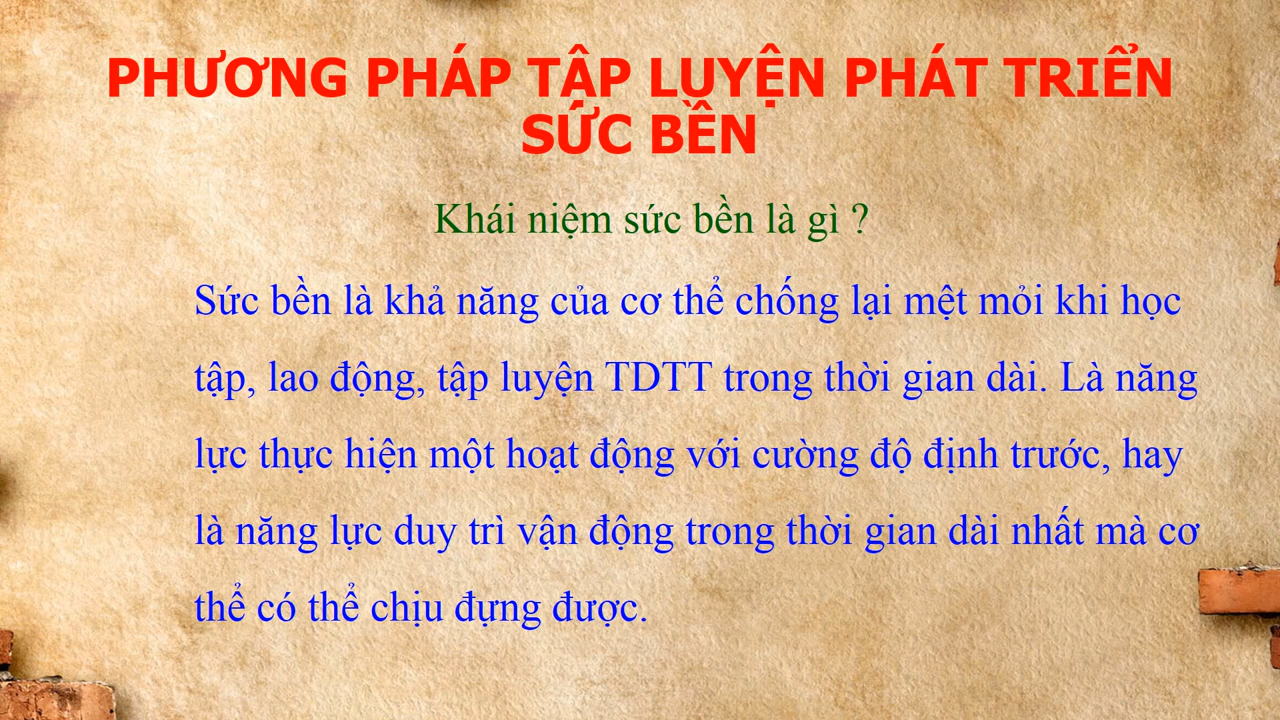 PHƯƠNG PHÁP TẬP LUYỆN PHÁT TRIỂN
SỨC BỀN
Khái niệm sức bền là gì ?
Sức bền là khả năng của cơ thể chống lại mệt mỏi khi học
tập, lao động, tập luyện TDTT trong thời gian dài. Là năng
lực thực hiện một hoạt động với cường độ định trước, hay
là năng lực duy trì vận động trong thời gian dài nhất mà cơ
thể có thể chịu đựng được.